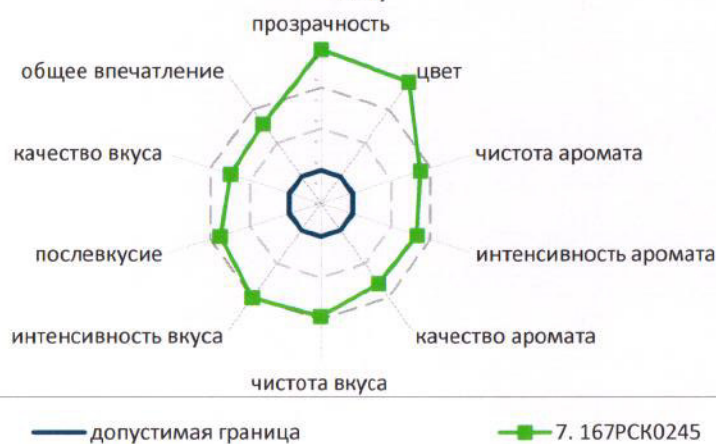 прозрачность
общее впечатление
цвет
качество вкуса
чистота аромата
послевкусие
интенсивность аромата
интенсивность вкуса
качество аромата
чистота вкуса
допустимая граница
7. 167РСК0245